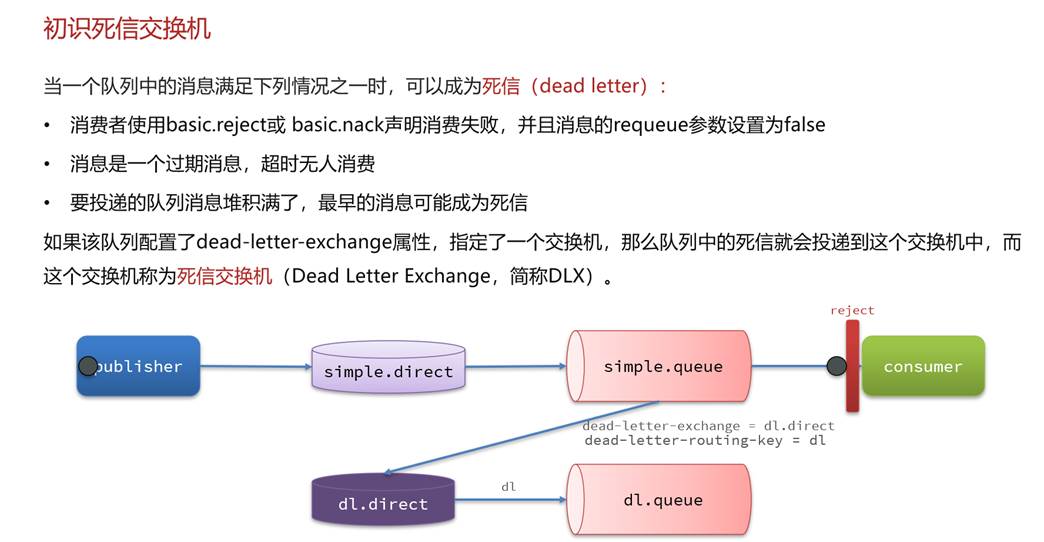 初识死信交换机
当一个队列中的消息满足下列情况之一时，可以成为死信（dead letter）：
• 消费者使用basic.reject或 basic.nack声明消费失败，并且消息的requeue参数设置为false
• 消息是一个过期消息，超时无人消费
• 要投递的队列消息堆积满了，最早的消息可能成为死信
如果该队列配置了dead-letter-exchange属性，指定了一个交换机，那么队列中的死信就会投递到这个交换机中，而
这个交换机称为死信交换机（Dead Letter Exchange，简称DLX）。
reject
publisher
simple.direct
simple.queue
consumer
dead-letter-exchange = dl.direct
dead-letter-routing-key = dl
dl.direct
dl
dl.queue